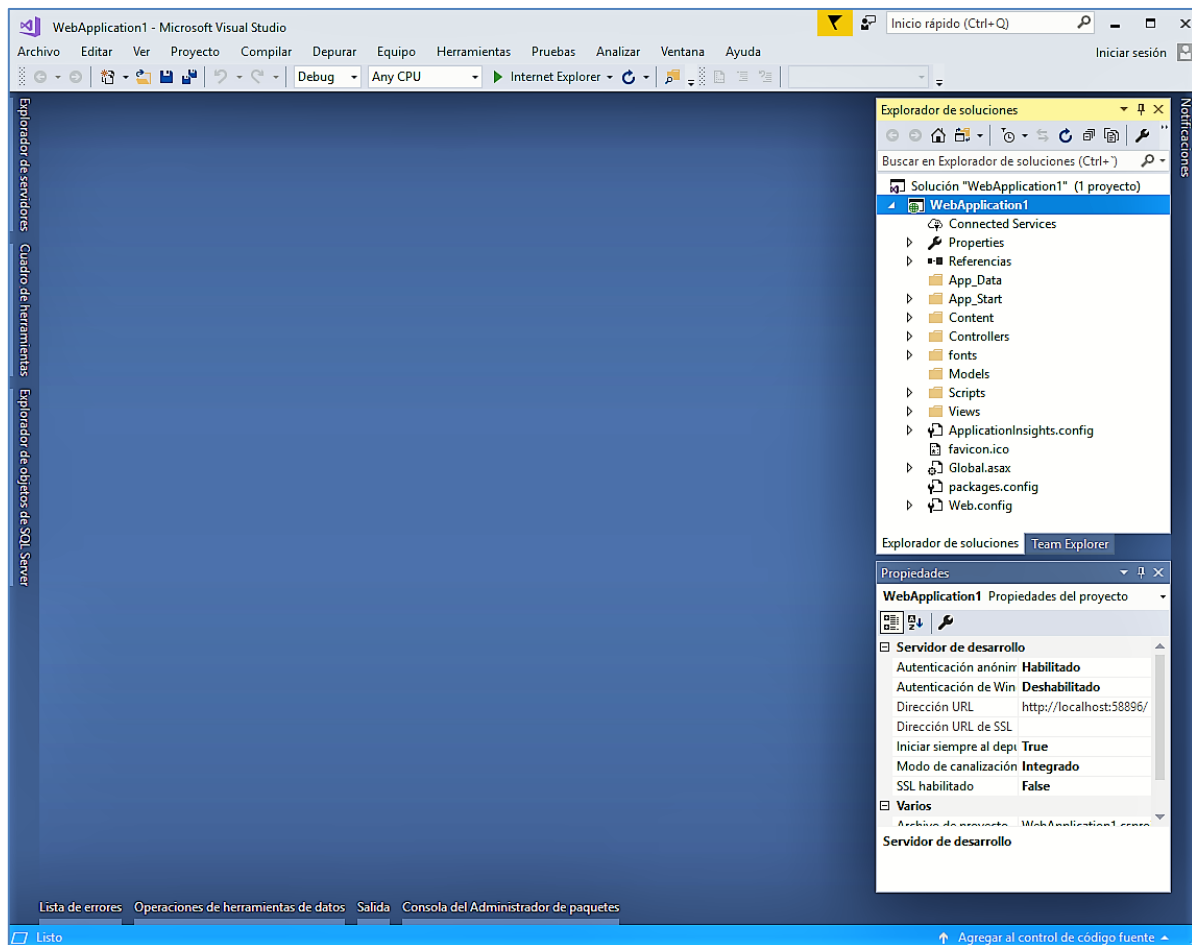 WebApplication1 - Microsoft Visual Studio
Inicio rápido (Ctrl+Q)
Archivo Editar Ver Proyecto Compilar Depurar Equipo Herramientas Pruebas Analizar Ventana Ayuda
Iniciar sesión
Debug Any CPU Internet Explorer
Explorador de servidores
Cuadro de herramientas
Explorador de objetos de SQL Server
Explorador de soluciones
Buscar en Explorador de soluciones (Ctrl+¨)
Solución "WebApplication1" (1 proyecto)
WebApplication1
Connected Services
Properties
Referencias
App_Data
App_Start
Content
Controllers
fonts
Models
Scripts
Views
ApplicationInsights.config
favicon.ico
Global.asax
packages.config
Web.config
Explorador de soluciones Team Explorer
Notificaciones
Propiedades
WebApplication1 Propiedades del proyecto
Servidor de desarrollo
Autenticación anónim Habilitado
Autenticación de Win Deshabilitado
Dirección URL http://localhost:58896/
Dirección URL de SSL
Iniciar siempre al depu True
Modo de canalización Integrado
SSL habilitado False
Varios
Archivo de proyecto WebApplication1.cspro
Servidor de desarrollo
Lista de errores Operaciones de herramientas de datos Salida Consola del Administrador de paquetes
Listo
Agregar al control de código fuente